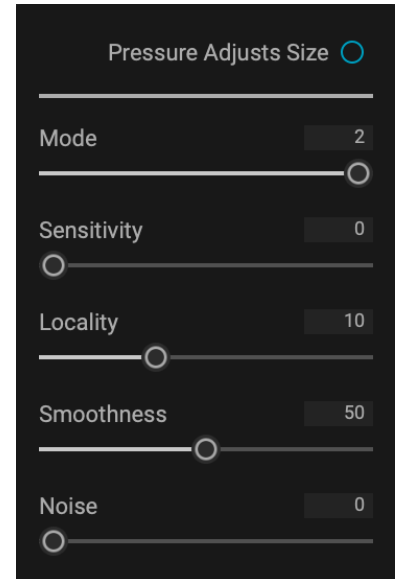 Pressure Adjusts Size
Mode 2
Sensitivity 0
Locality 10
Smoothness 50
Noise 0